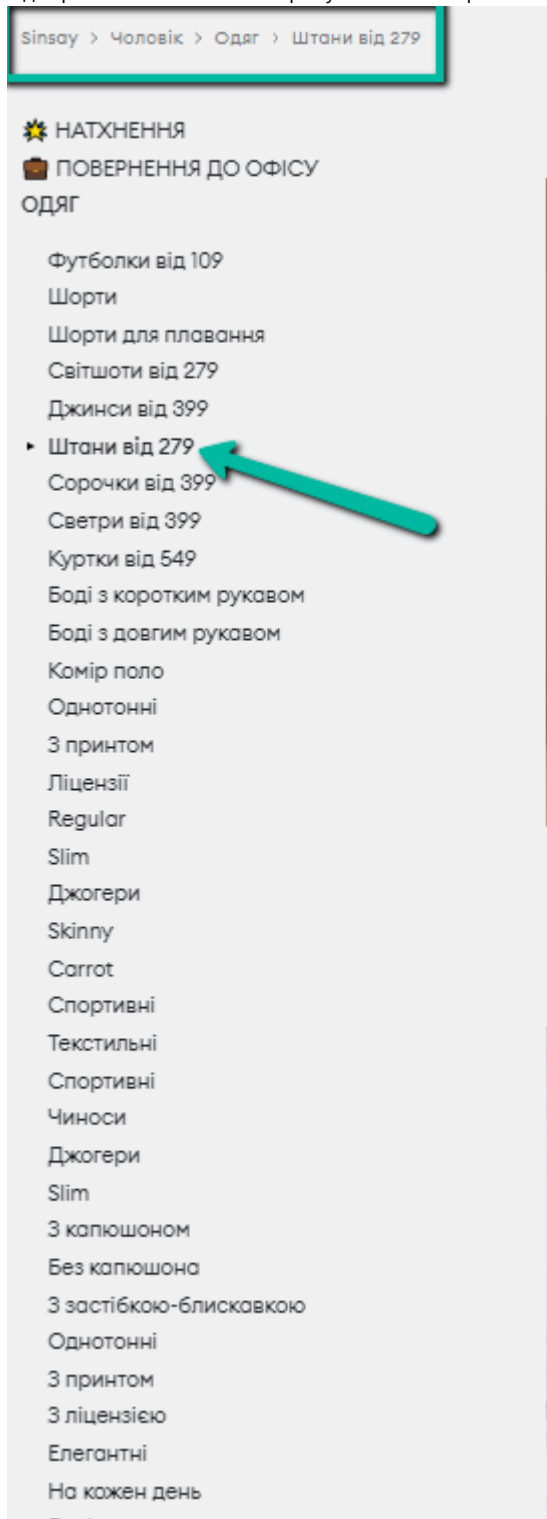 Sinsay > Чоловік > Одяг > Штани від 279
НАТХНЕННЯ
ПОВЕРНЕННЯ ДО ОФІСУ
ОДЯГ
Футболки від 109
Шорти
Шорти для плавання
Світшоти від 279
Джинси від 399
Штани від 279
Сорочки від 399
Светри від 399
Куртки від 549
Боді з коротким рукавом
Боді з довгим рукавом
Комір поло
Однотонні
З принтом
Ліцензії
Regular
Slim
Джогери
Skinny
Carrot
Спортивні
Текстильні
Спортивні
Чиноси
Джогери
Slim
З капюшоном
Без капюшона
З застібкою-блискавкою
Однотонні
З принтом
З ліцензією
Елегантні
На кожен день